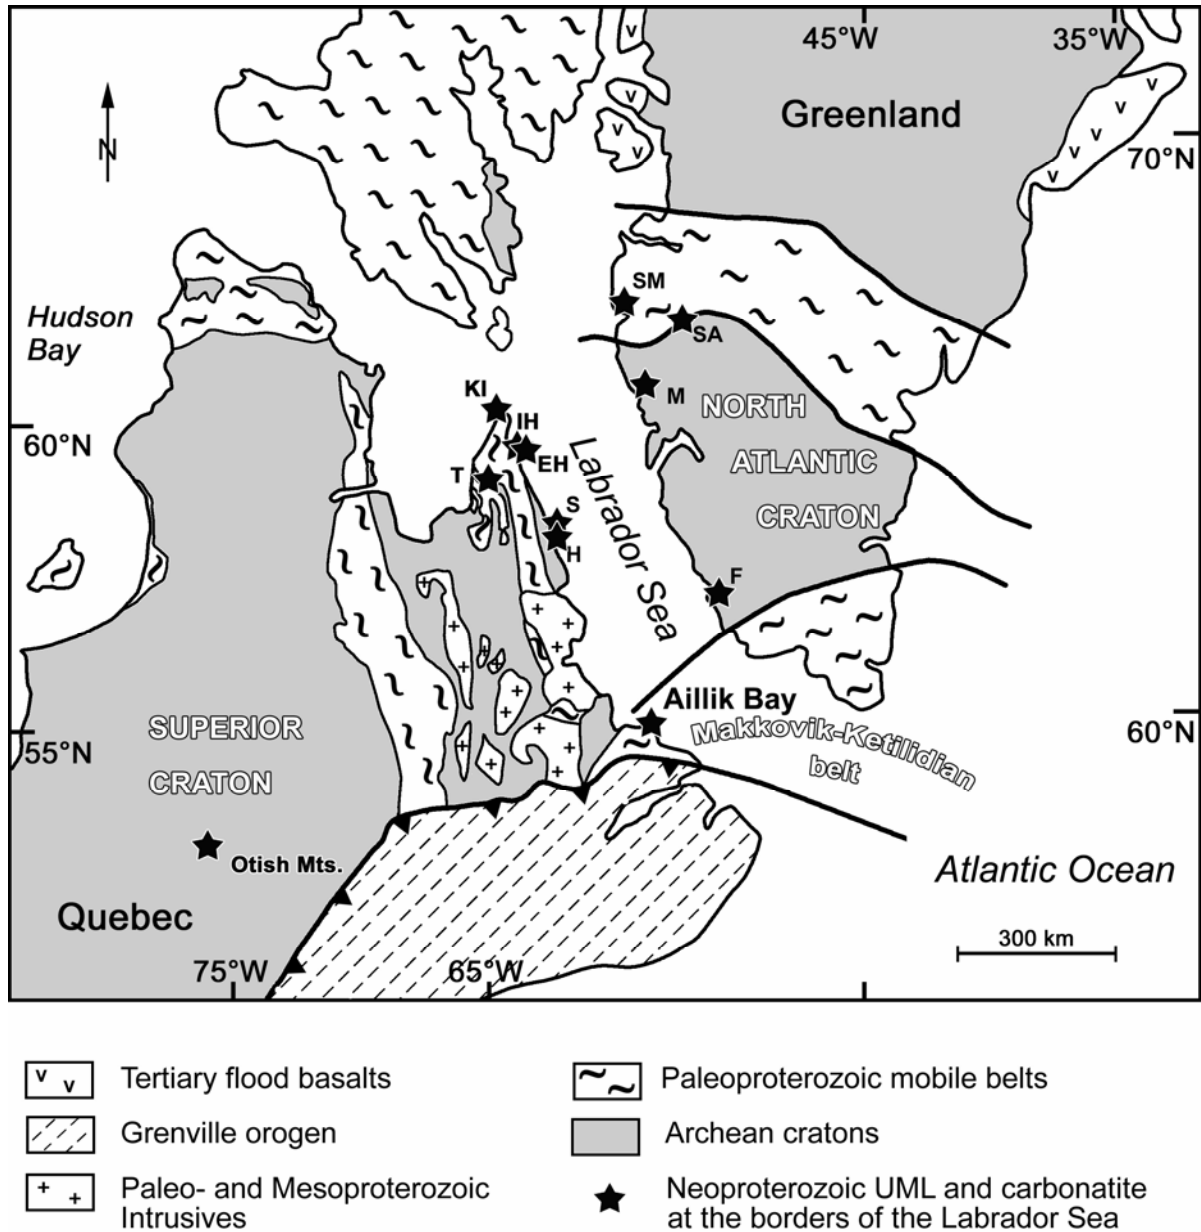 45°W
35°W
Greenland
70°N
N
Hudson
Bay
SM
SA
KI
IH
M
NORTH
60°N
EH
ATLANTIC
T
Labrador Sea
S
CRATON
H
F
Aillik Bay
SUPERIOR
Makkovik-Ketilidian
60°N
55°N
belt
CRATON
Otish Mts.
Atlantic Ocean
Quebec
300 km
75°W
65°W
Tertiary flood basalts
Paleoproterozoic mobile belts
Grenville orogen
Archean cratons
Paleo- and Mesoproterozoic
Intrusives
Neoproterozoic UML and carbonatite
at the borders of the Labrador Sea